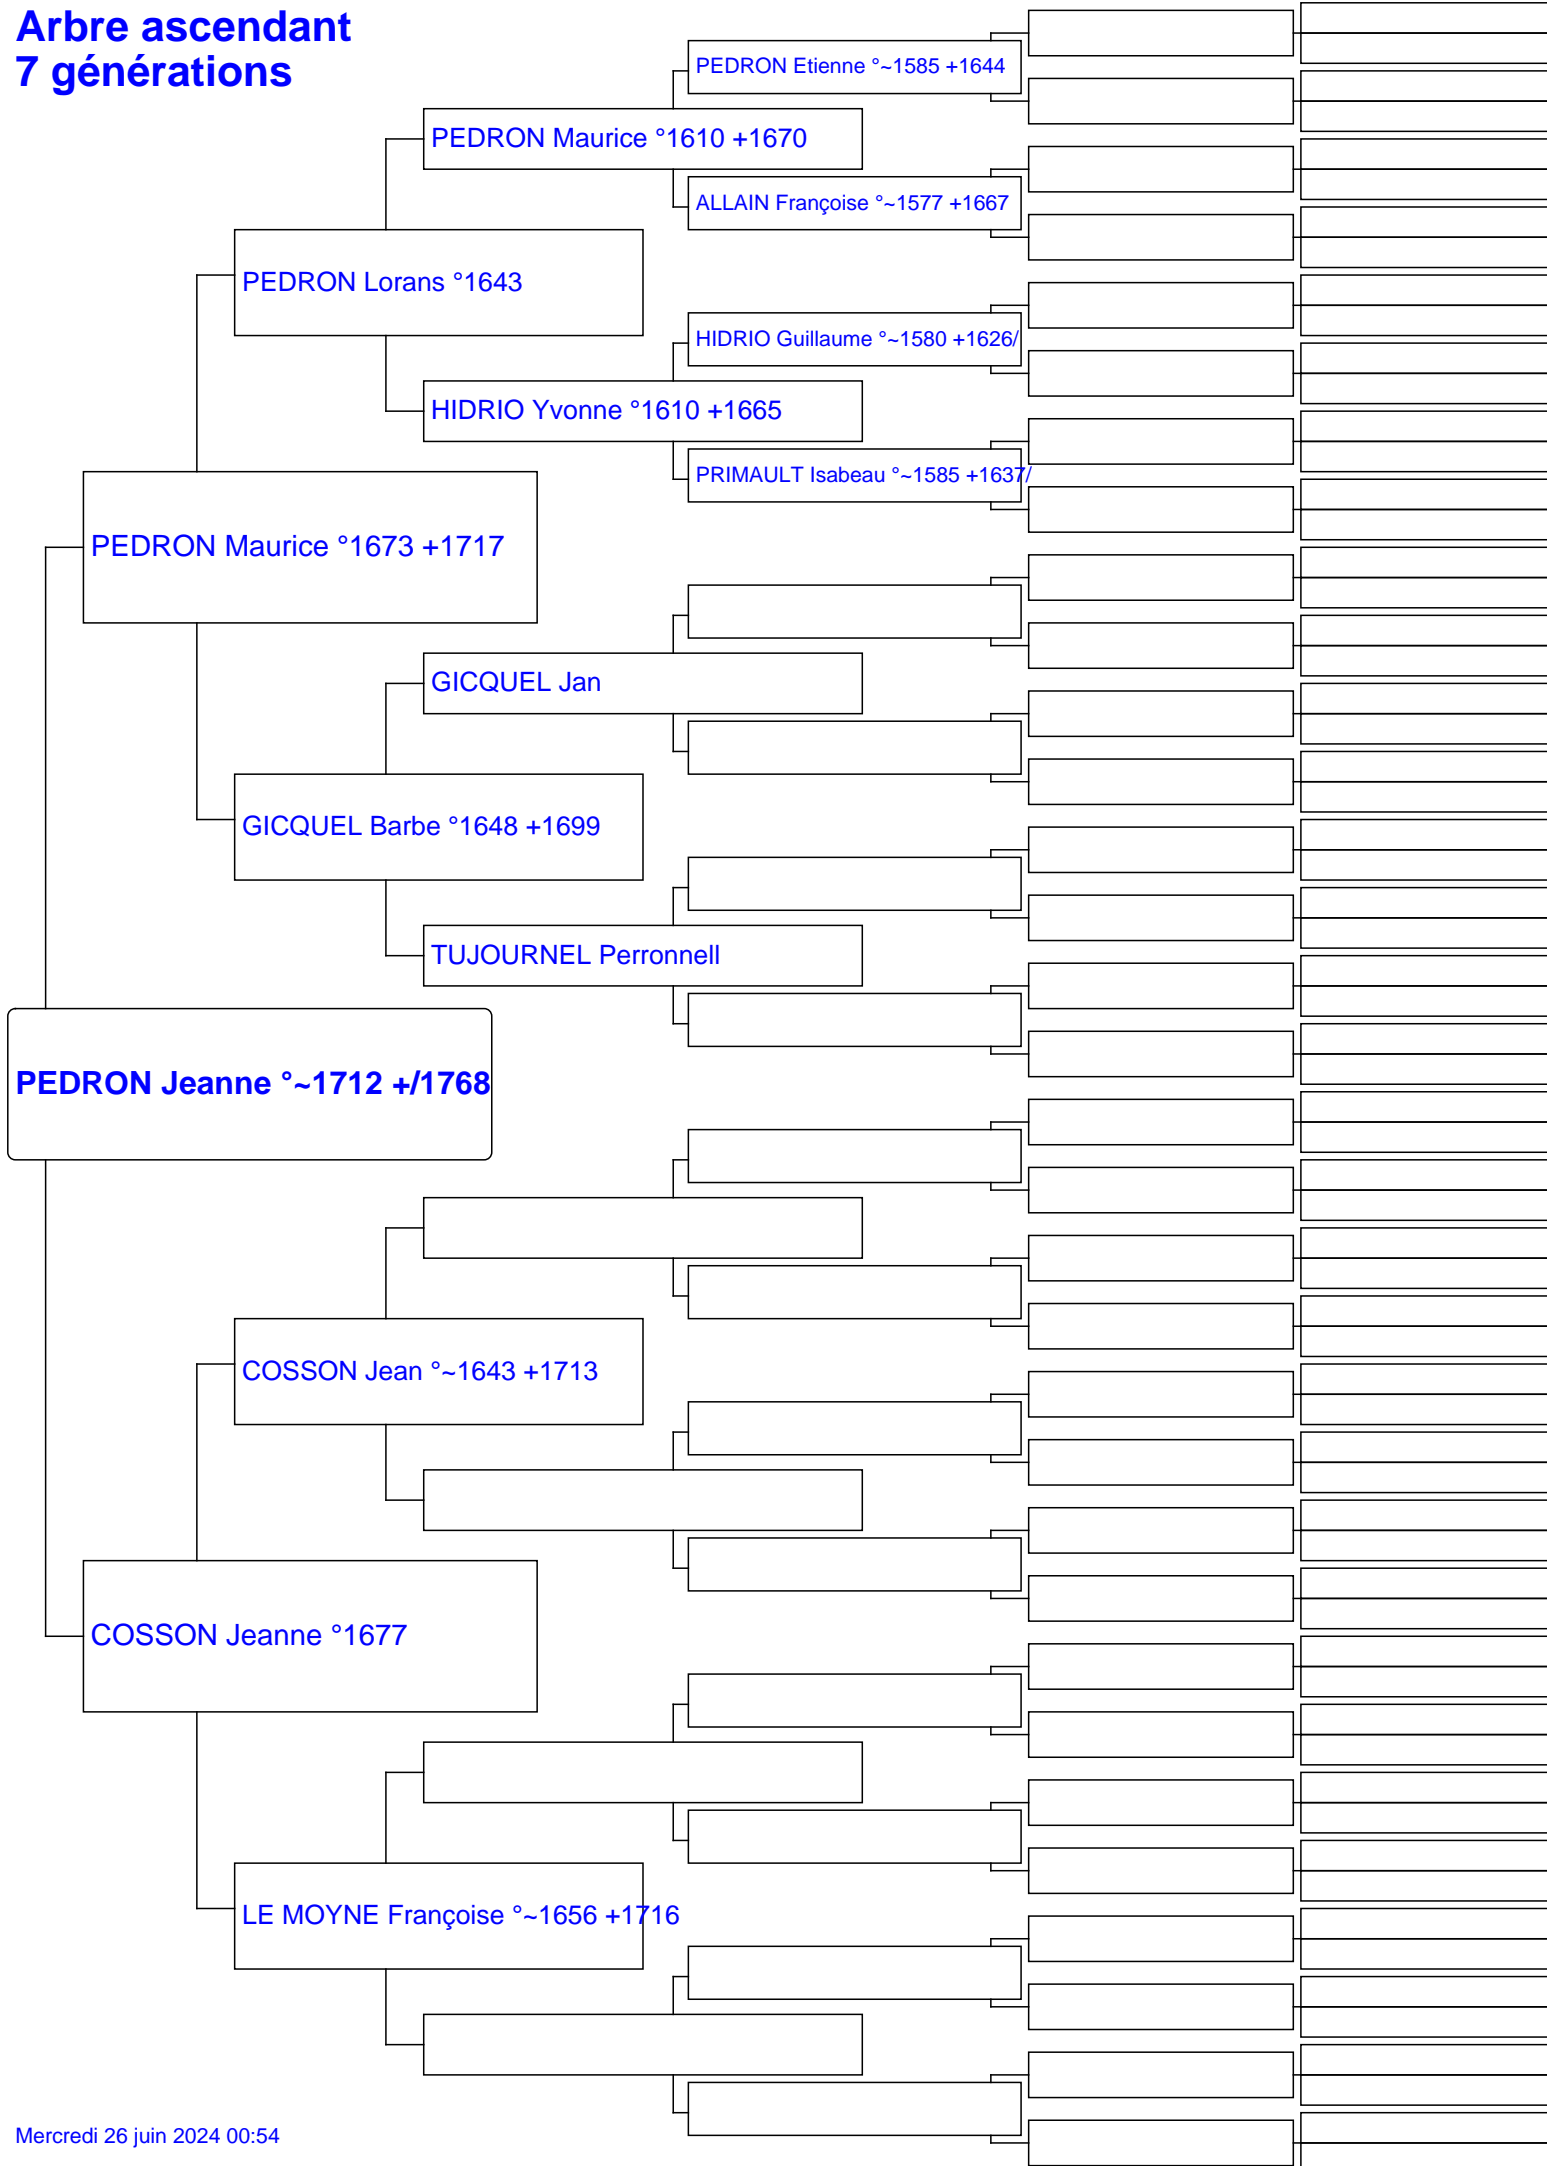 Arbre ascendant
7 générations
PEDRON Etienne °~1585 +1644
PEDRON Maurice °1610 +1670
ALLAIN Françoise °~1577 +1667
PEDRON Lorans °1643
HIDRIO Guillaume °~1580 +1626/
HIDRIO Yvonne °1610 +1665
PRIMAULT Isabeau °~1585 +1637/
PEDRON Maurice °1673 +1717
GICQUEL Jan
GICQUEL Barbe °1648 +1699
TUJOURNEL Perronnell
PEDRON Jeanne °~1712 +/1768
COSSON Jean °~1643 +1713
COSSON Jeanne °1677
LE MOYNE Françoise °~1656 +1716
Mercredi 26 juin 2024 00:54